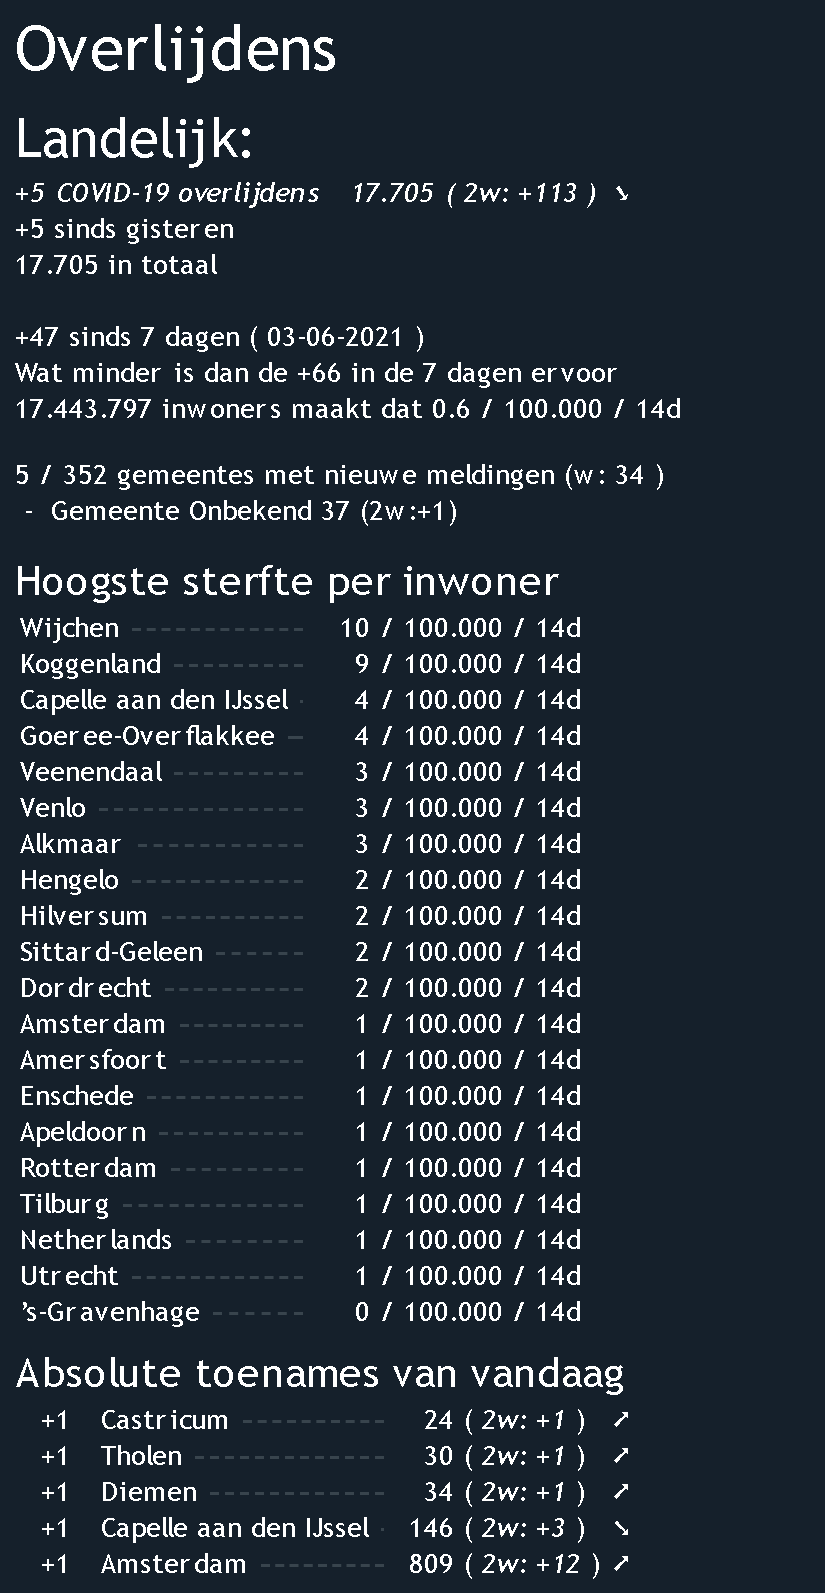 Overlijdens
Landelijk:
+5 COVID-19 overlijdens 17.705 ( 2w: +113 ) ➘
+5 sinds gisteren
17.705 in totaal
+47 sinds 7 dagen ( 03-06-2021 )
Wat minder is dan de +66 in de 7 dagen ervoor
17.443.797 inwoners maakt dat 0.6 / 100.000 / 14d
5 / 352 gemeentes met nieuwe meldingen (w: 34 )
- Gemeente Onbekend 37 (2w:+1)
Hoogste sterfte per inwoner
Wijchen ------------ 10 / 100.000 / 14d
Koggenland --------- 9 / 100.000 / 14d
Capelle aan den IJssel - 4 / 100.000 / 14d
Goeree-Overflakkee -- 4 / 100.000 / 14d
Veenendaal --------- 3 / 100.000 / 14d
Venlo -------------- 3 / 100.000 / 14d
Alkmaar ----------- 3 / 100.000 / 14d
Hengelo ------------ 2 / 100.000 / 14d
Hilversum ---------- 2 / 100.000 / 14d
Sittard-Geleen ------ 2 / 100.000 / 14d
Dordrecht ---------- 2 / 100.000 / 14d
Amsterdam --------- 1 / 100.000 / 14d
Amersfoort --------- 1 / 100.000 / 14d
Enschede ----------- 1 / 100.000 / 14d
Apeldoorn ---------- 1 / 100.000 / 14d
Rotterdam --------- 1 / 100.000 / 14d
Tilburg ------------- 1 / 100.000 / 14d
Netherlands -------- 1 / 100.000 / 14d
Utrecht ------------ 1 / 100.000 / 14d
’s-Gravenhage ------ 0 / 100.000 / 14d
Absolute toenames van vandaag
+1 Castricum ---------- 24 ( 2w: +1 ) ➚
+1 Tholen ------------- 30 ( 2w: +1 ) ➚
+1 Diemen ------------ 34 ( 2w: +1 ) ➚
+1 Capelle aan den IJssel - 146 ( 2w: +3 ) ➘
+1 Amsterdam --------- 809 ( 2w: +12 ) ➚